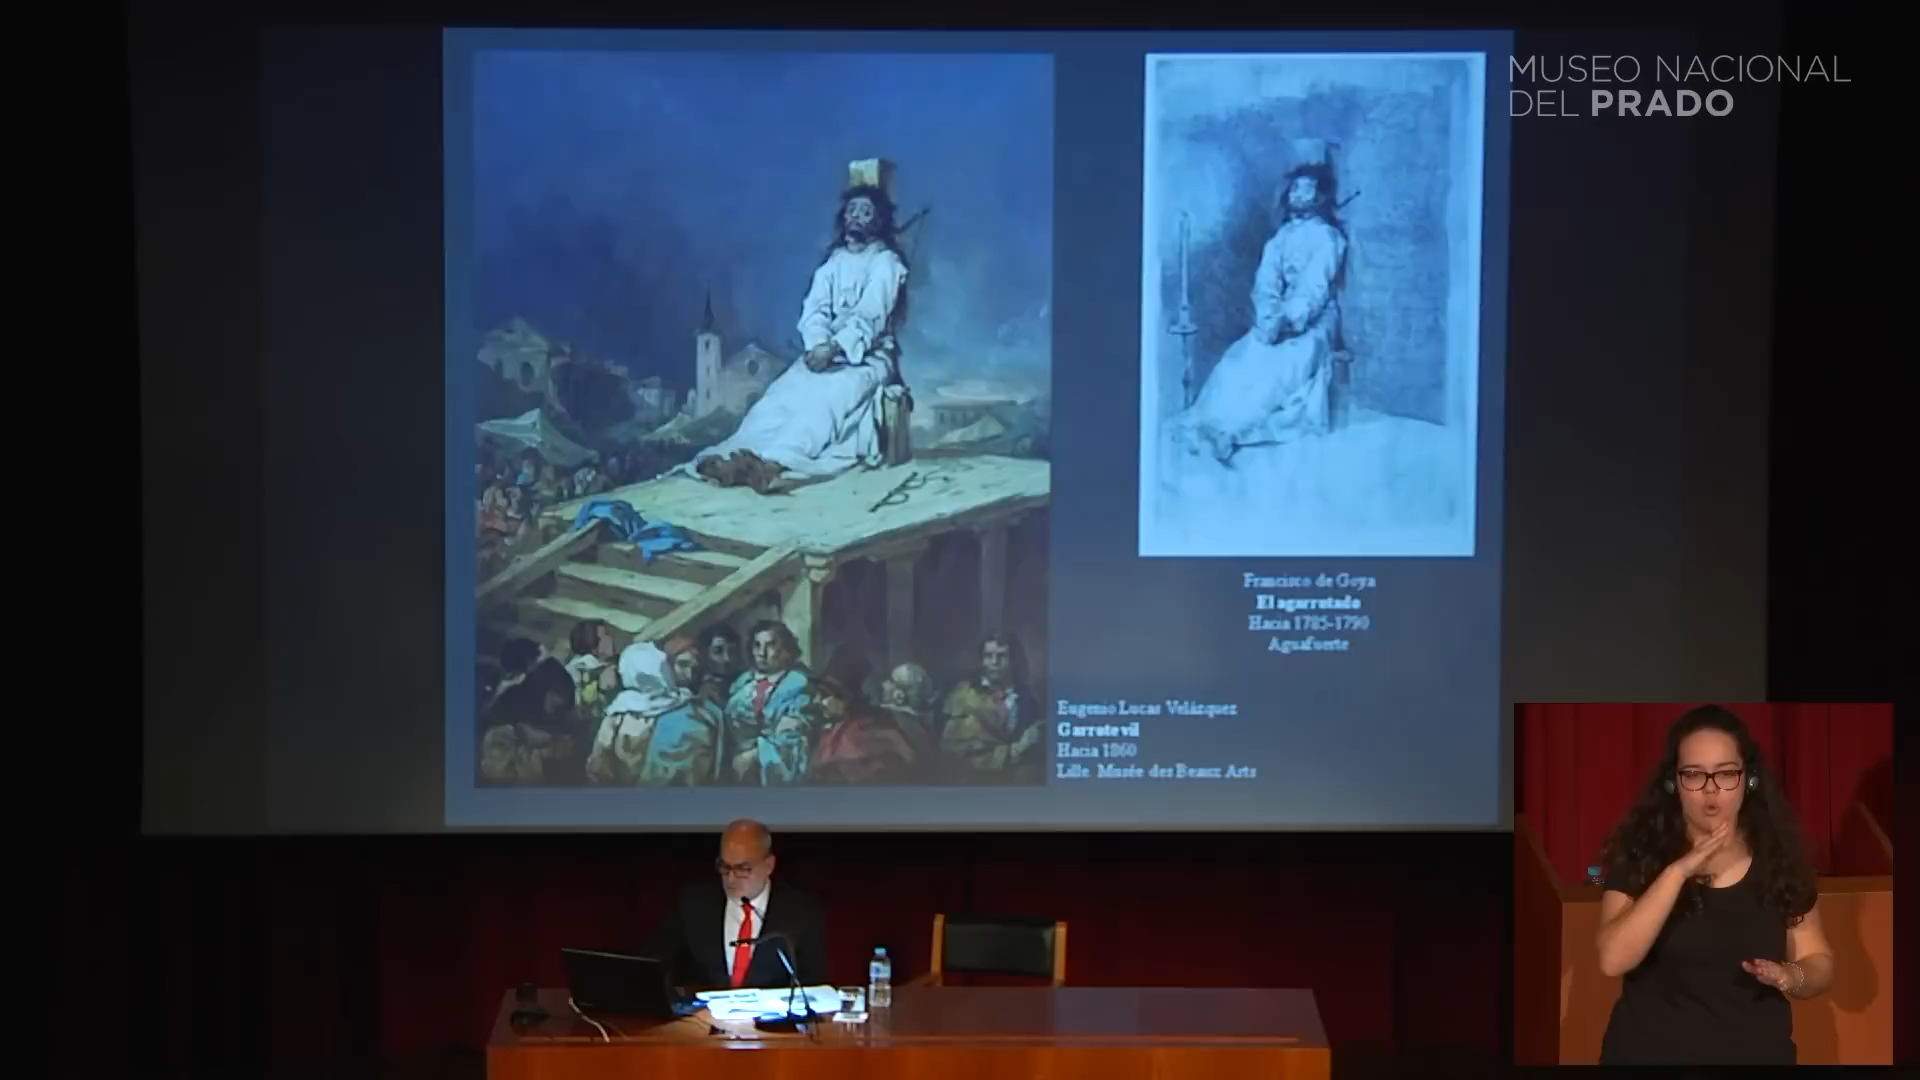 MUSEO NACIONAL
DEL PRADO
Francisco de Goya
El agarrotado
Hacia 1785-1790
Aguafuerte
Eugenio Lucas Velázquez
Garrote vil
Hacia 1860
Lille. Musée des Beaux Arts